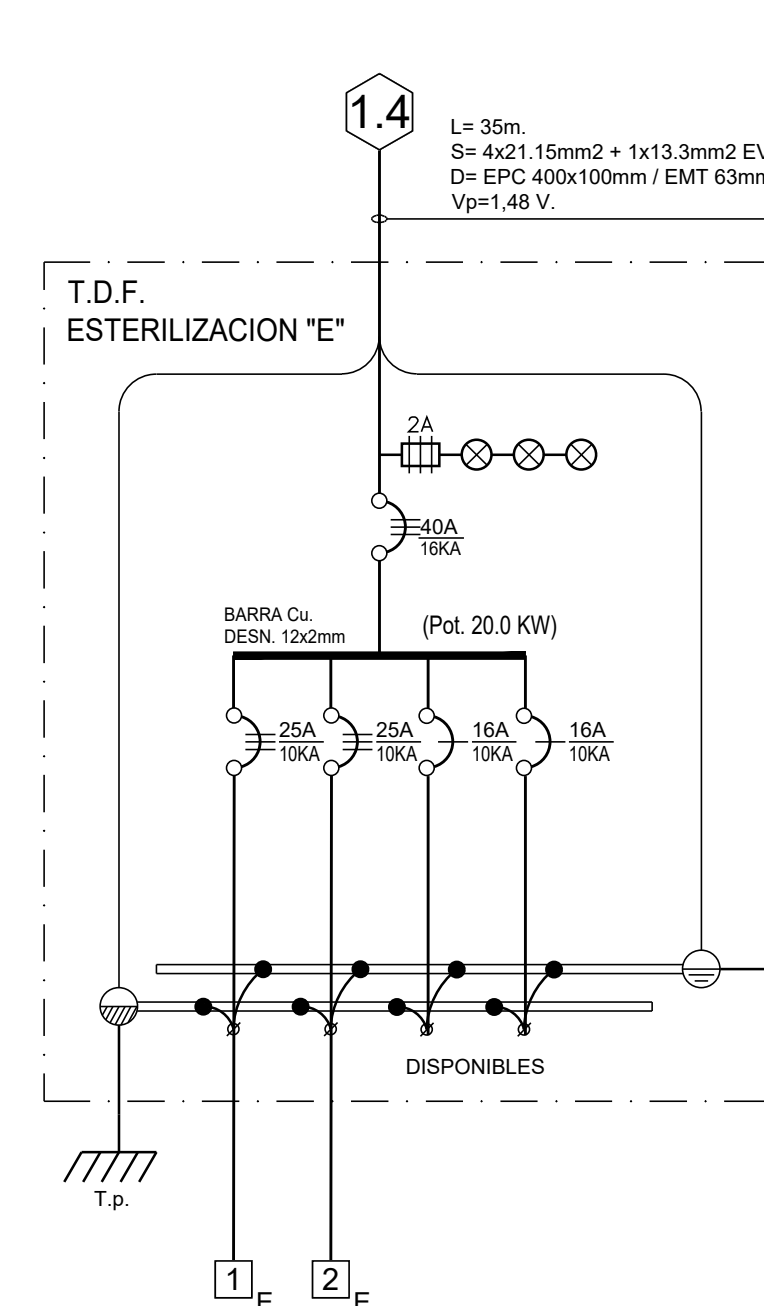 1.4
L= 35m.
S= 4x21.15mm2 + 1x13.3mm2
D= EPC 400x100mm / EMT
Vp=1,48 V.
T.D.F.
ESTERILIZACION "E"
2A
40A
16KA
BARRA Cu.
DESN. 12x2mm
(Pot. 20.0 KW)
25A
10KA
25A
10KA
16A
10KA
16A
10KA
DISPONIBLES
T.p.
1
2